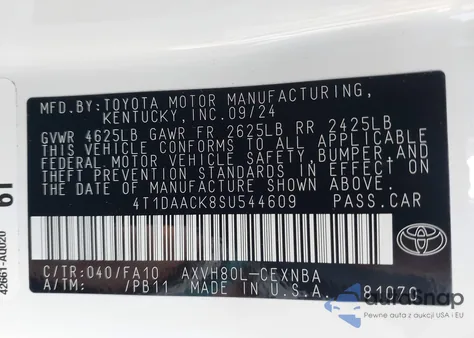 MFD.BY: TOYOTA MOTOR MANUFACTURING,
KENTUCKY, INC. 09/24
GVWR 4625LB GAWR FR 2625LB RR 2425LB
THIS VEHICLE CONFORMS TO ALL APPLICABLE
FEDERAL MOTOR VEHICLE SAFETY, BUMPER, AND
THEFT PREVENTION STANDARDS IN EFFECT ON
THE DATE OF MANUFACTURE SHOWN ABOVE.
4T1DAACK8SU544609 PASS.CAR
C/TR:040/FA10 AXVH80L-CEXNBA
A/TM: /PB11 MADE IN U.S.A. 8107G
TOYOTA
42661-A0020
autosnap
Pewne auta z ubezpieczalni USA i EU